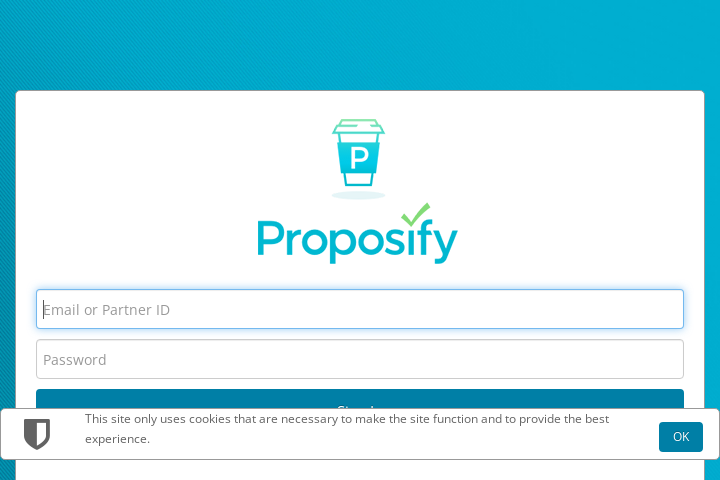 P
Proposify
Email or Partner ID
Password
This site only uses cookies that are necessary to make the site function and to provide the best
experience.
OK